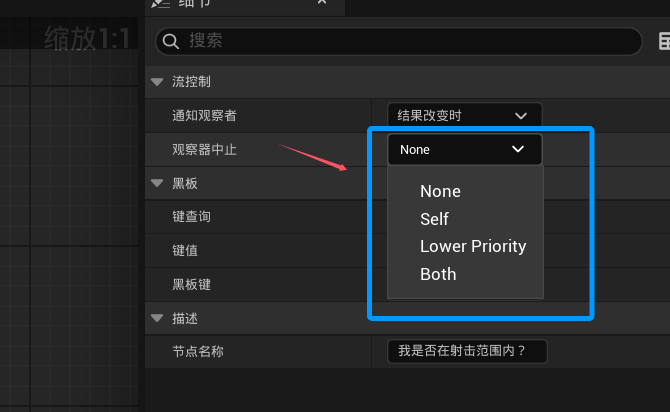 细节
缩放1:1
搜索
流控制
通知观察者 结果改变时
观察器中止 None
黑板
None
键查询
Self
Lower Priority
键值
Both
黑板键
描述
节点名称 我是否在射击范围内？